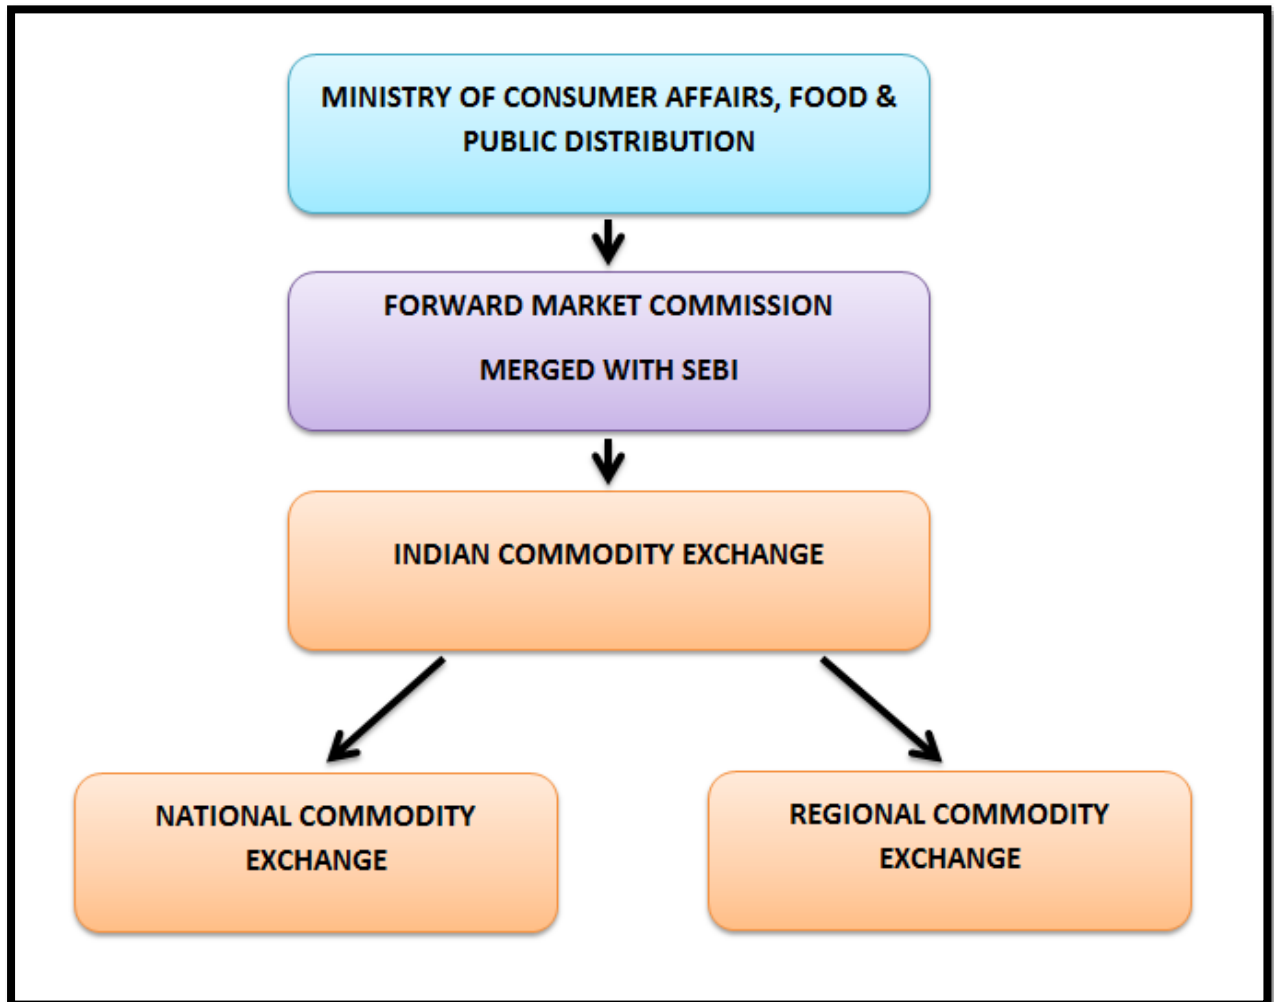 MINISTRY OF CONSUMER AFFAIRS, FOOD &
PUBLIC DISTRIBUTION
FORWARD MARKET COMMISSION
MERGED WITH SEBI
INDIAN COMMODITY EXCHANGE
NATIONAL COMMODITY
EXCHANGE
REGIONAL COMMODITY
EXCHANGE